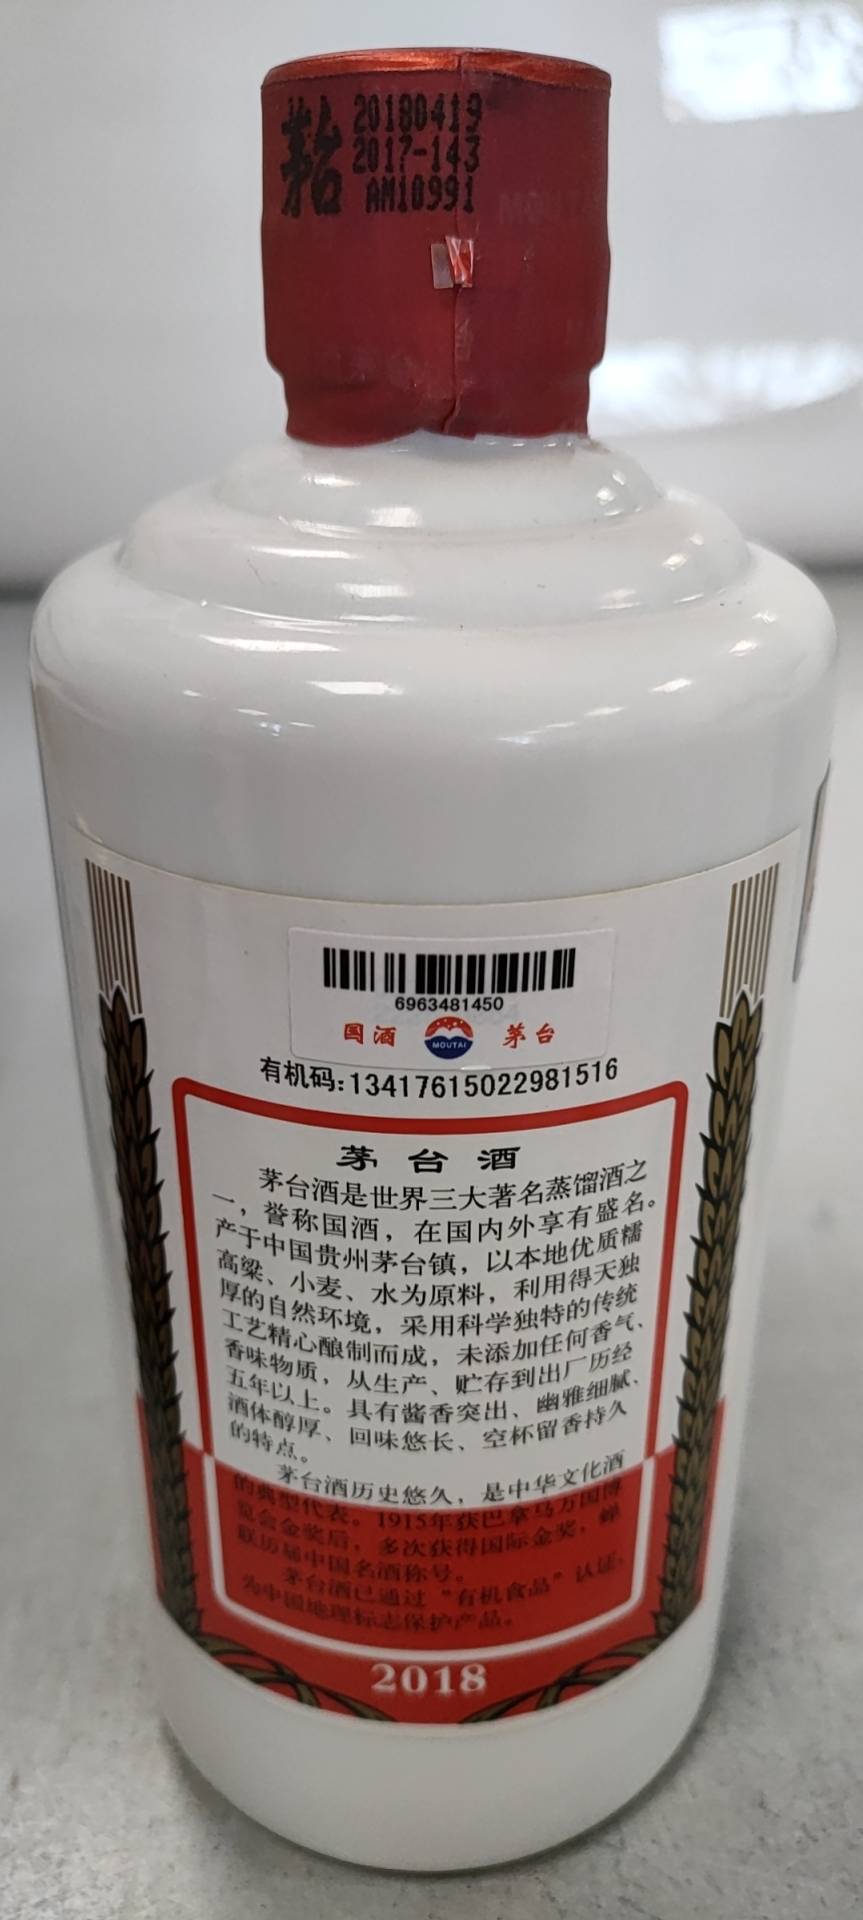 茅台
20180419
2017-143
AM10991
6963481450
国酒
MOUTAI
茅台
有机码:13417615022981516
茅台酒
茅台酒是世界三大著名蒸馏酒之
一，誉称国酒，在国内外享有盛名。
产于中国贵州茅台镇，以本地优质糯
高粱、小麦、水为原料，利用得天独
厚的自然环境，采用科学独特的传统
工艺精心酿制而成，未添加任何香气、
香味物质，从生产、贮存到出厂历经
五年以上。具有酱香突出、幽雅细腻、
酒体醇厚、回味悠长、空杯留香持久
的特点。
茅台酒历史悠久，是中华文化酒
的典型代表。1915年获巴拿马万国博
览会金奖后，多次获得国际金奖，蝉
联历届中国名酒称号。
茅台酒已通过“有机食品”认证，
为中国地理标志保护产品。
2018